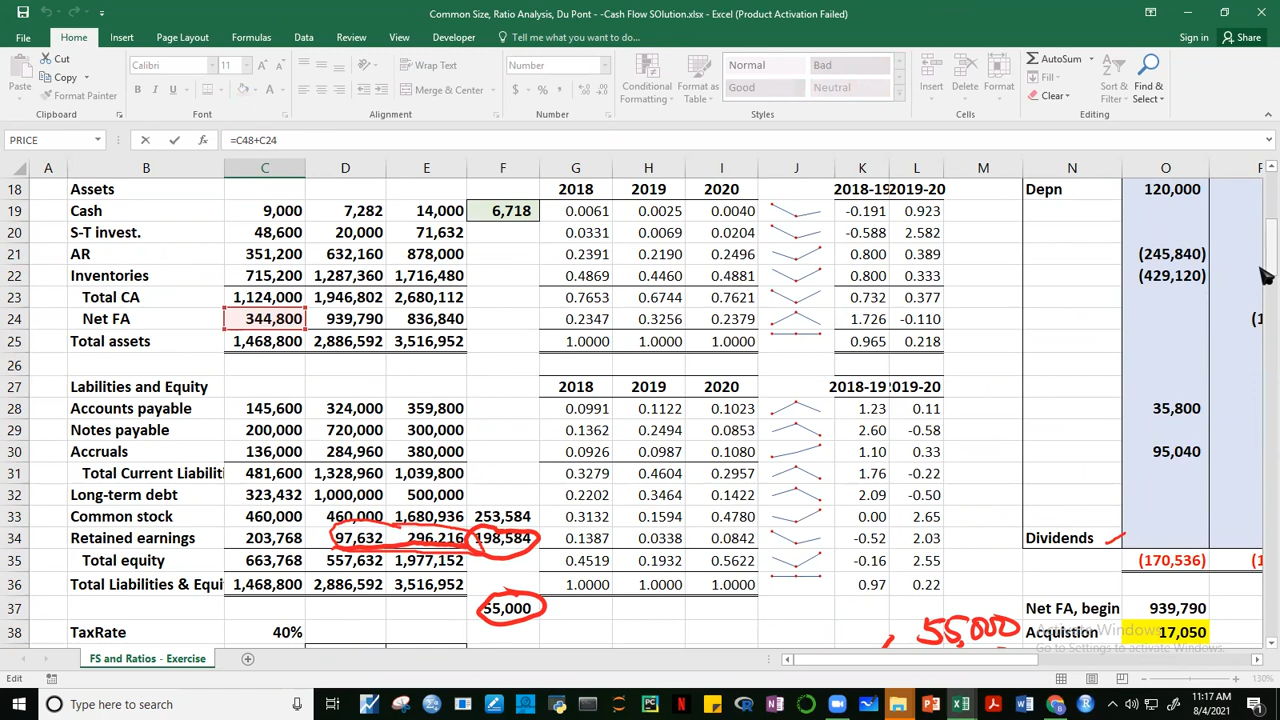 Common Size, Ratio Analysis, Du Pont - -Cash Flow SOlution.xlsx - Excel (Product Activation Failed)
File Home Insert Page Layout Formulas Data Review View Developer Tell me what you want to do... Sign in Share
Cut Calibri 11 Wrap Text Number Normal Bad AutoSum
Copy Fill
Paste Format Painter B I U Merge & Center $ % , Conditional Formatting Format as Table Good Neutral Insert Delete Format Clear Sort & Filter Find & Select
Clipboard Font Alignment Number Styles Cells Editing
PRICE =C48+C24
A B C D E F G H I J K L M N O P
18 Assets 2018 2019 2020 2018-19 2019-20 Depn 120,000
19 Cash 9,000 7,282 14,000 6,718 0.0061 0.0025 0.0040 -0.191 0.923
20 S-T invest. 48,600 20,000 71,632 0.0331 0.0069 0.0204 -0.588 2.582
21 AR 351,200 632,160 878,000 0.2391 0.2190 0.2496 0.800 0.389 (245,840)
22 Inventories 715,200 1,287,360 1,716,480 0.4869 0.4460 0.4881 0.800 0.333 (429,120)
23 Total CA 1,124,000 1,946,802 2,680,112 0.7653 0.6744 0.7621 0.732 0.377
24 Net FA 344,800 939,790 836,840 0.2347 0.3256 0.2379 1.726 -0.110 (1
25 Total assets 1,468,800 2,886,592 3,516,952 1.0000 1.0000 1.0000 0.965 0.218
26
27 Labilities and Equity 2018 2019 2020 2018-19 2019-20
28 Accounts payable 145,600 324,000 359,800 0.0991 0.1122 0.1023 1.23 0.11 35,800
29 Notes payable 200,000 720,000 300,000 0.1362 0.2494 0.0853 2.60 -0.58
30 Accruals 136,000 284,960 380,000 0.0926 0.0987 0.1080 1.10 0.33 95,040
31 Total Current Liabiliti 481,600 1,328,960 1,039,800 0.3279 0.4604 0.2957 1.76 -0.22
32 Long-term debt 323,432 1,000,000 500,000 0.2202 0.3464 0.1422 2.09 -0.50
33 Common stock 460,000 460,000 1,680,936 253,584 0.3132 0.1594 0.4780 0.00 2.65
34 Retained earnings 203,768 97,632 296,216 198,584 0.1387 0.0338 0.0842 -0.52 2.03 Dividends
35 Total equity 663,768 557,632 1,977,152 0.4519 0.1932 0.5622 -0.16 2.55 (170,536) (1
36 Total Liabilities & Equi 1,468,800 2,886,592 3,516,952 1.0000 1.0000 1.0000 0.97 0.22
37 55,000 Net FA, begin 939,790
38 TaxRate 40% 55,000 Acquistion 17,050
Activate Windows
Go to Settings to activate Windows.
FS and Ratios - Exercise
Edit 130%
Type here to search 11:17 AM
8/4/2021